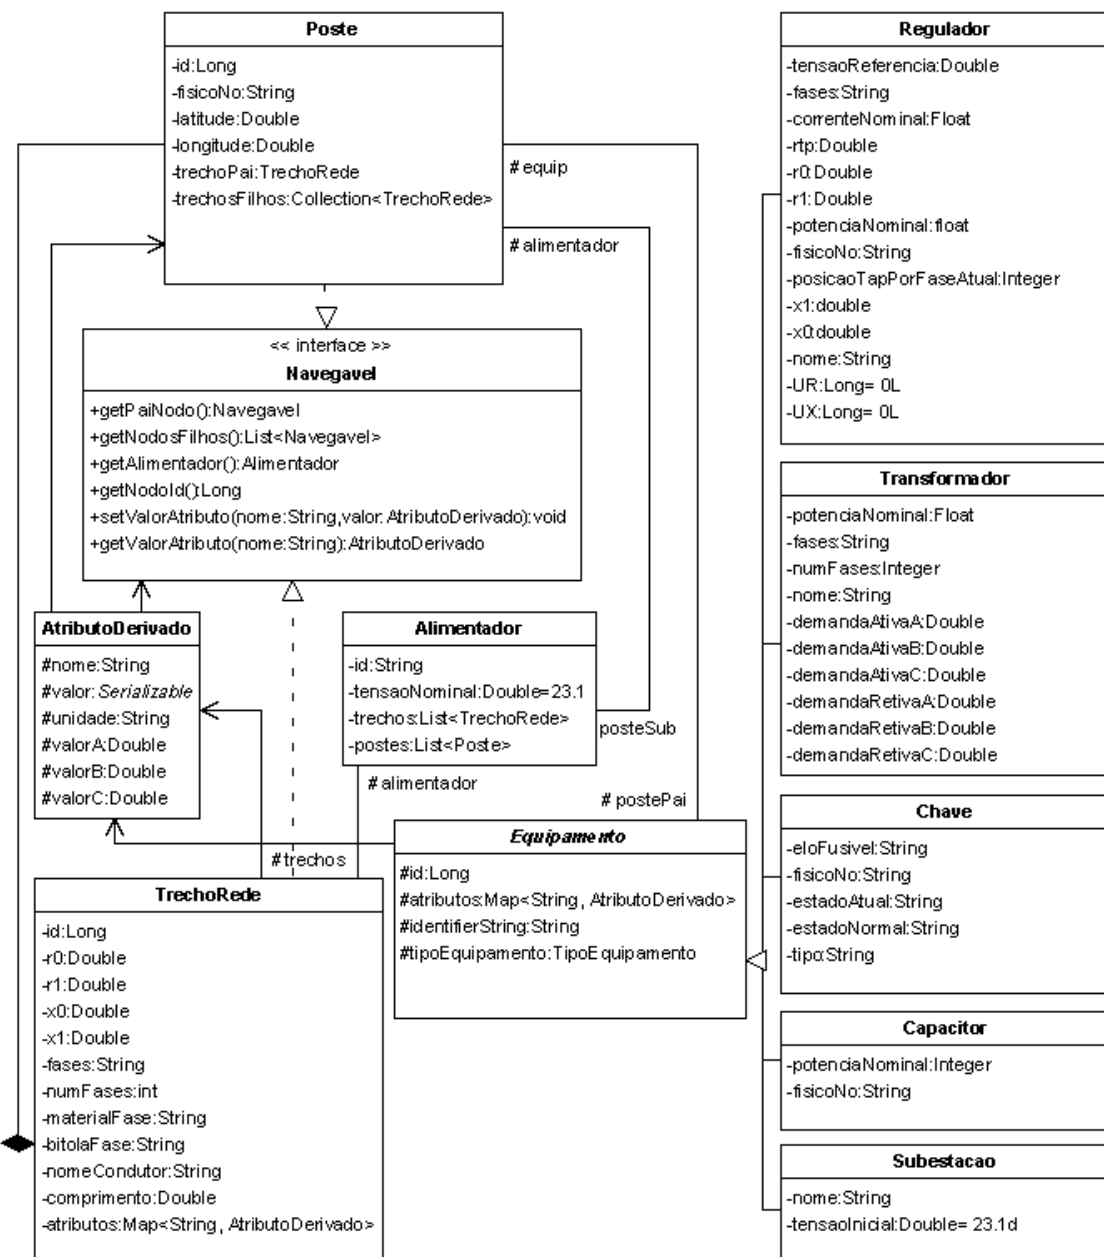 Poste
-id:Long
-fisicoNo:String
-latitude:Double
-longitude:Double
-trechoPai:TrechoRede
-trechosFilhos:Collection<TrechoRede>
# equip
# alimentador
<< interface >>
Navegavel
+getPaiNodo():Navegavel
+getNodosFilhos():List<Navegavel>
+getAlimentador():Alimentador
+getNodoId():Long
+setValorAtributo(nome:String,valor:AtributoDerivado):void
+getValorAtributo(nome:String):AtributoDerivado
AtributoDerivado
#nome:String
#valor:Serializable
#unidade:String
#valorA:Double
#valorB:Double
#valorC:Double
Alimentador
-id:String
-tensaoNominal:Double=23.1
-trechos:List<TrechoRede>
-postes:List<Poste>
posteSub
# alimentador
# postePai
Equipamento
#id:Long
#atributos:Map<String, AtributoDerivado>
#identifierString:String
#tipoEquipamento:TipoEquipamento
#trechos
TrechoRede
-id:Long
-r0:Double
-r1:Double
-x0:Double
-x1:Double
-fases:String
-numFases:int
-materialFase:String
-bitolaFase:String
-nomeCondutor:String
-comprimento:Double
-atributos:Map<String, AtributoDerivado>
Regulador
-tensaoReferencia:Double
-fases:String
-correnteNominal:Float
-rtp:Double
-r0:Double
-r1:Double
-potenciaNominal:float
-fisicoNo:String
-posicaoTapPorFaseAtual:Integer
-x1:double
-x0:double
-nome:String
-UR:Long= 0L
-UX:Long= 0L
Transformador
-potenciaNominal:Float
-fases:String
-numFases:Integer
-nome:String
-demandaAtivaA:Double
-demandaAtivaB:Double
-demandaAtivaC:Double
-demandaRetivaA:Double
-demandaRetivaB:Double
-demandaRetivaC:Double
Chave
-eloFusivel:String
-fisicoNo:String
-estadoAtual:String
-estadoNormal:String
-tipo:String
Capacitor
-potenciaNominal:Integer
-fisicoNo:String
Subestacao
-nome:String
-tensaoInicial:Double= 23.1d